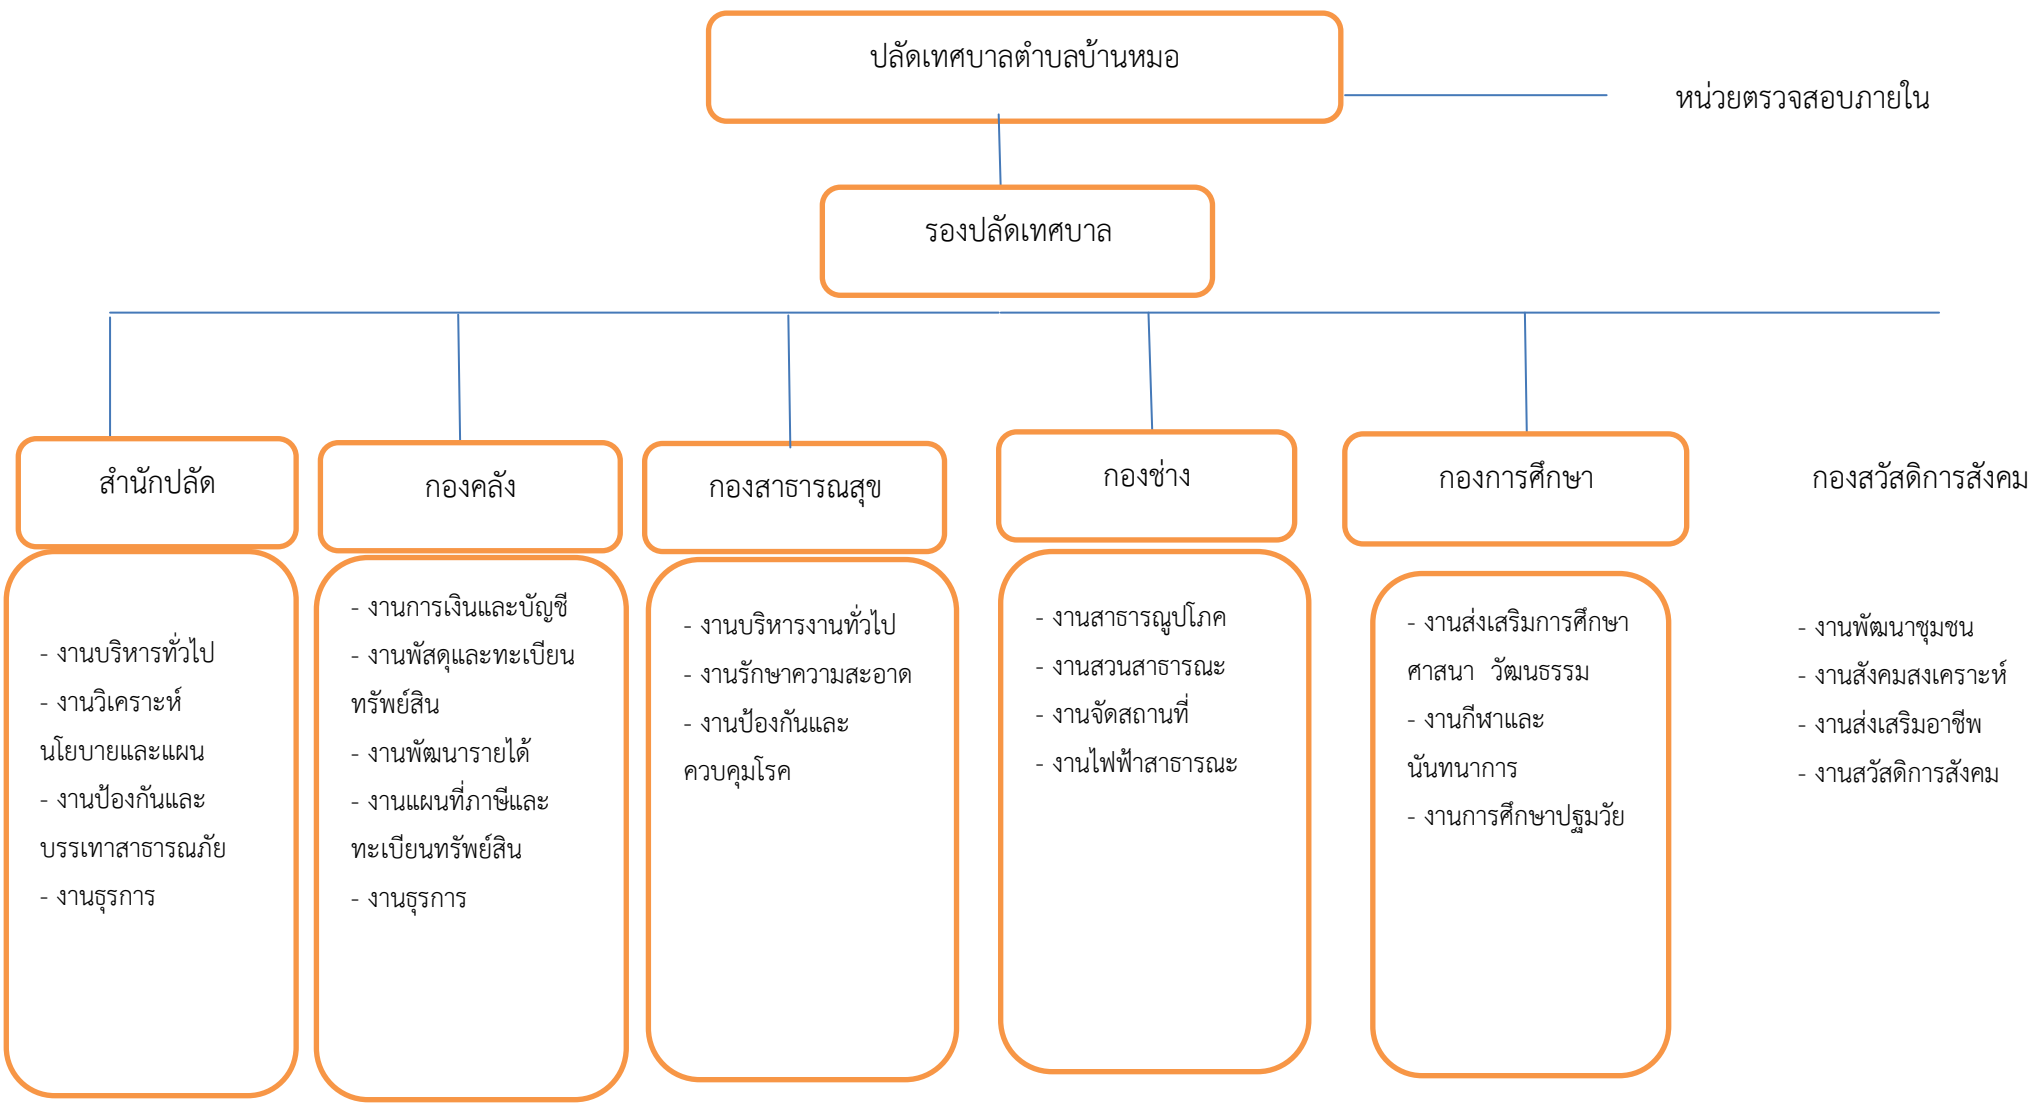 ปลัดเทศบาลตำบลบ้านหมอ
หน่วยตรวจสอบภายใน
รองปลัดเทศบาล
สำนักปลัด
กองคลัง
กองสาธารณสุข
กองช่าง
กองการศึกษา
กองสวัสดิการสังคม
- งานบริหารทั่วไป
- งานวิเคราะห์
นโยบายและแผน
- งานป้องกันและ
บรรเทาสาธารณภัย
- งานธุรการ
- งานการเงินและบัญชี
- งานพัสดุและทะเบียน
ทรัพย์สิน
- งานพัฒนารายได้
- งานแผนที่ภาษีและ
ทะเบียนทรัพย์สิน
- งานธุรการ
- งานบริหารงานทั่วไป
- งานรักษาความสะอาด
- งานป้องกันและ
ควบคุมโรค
- งานสาธารณูปโภค
- งานสวนสาธารณะ
- งานจัดสถานที่
- งานไฟฟ้าสาธารณะ
- งานส่งเสริมการศึกษา
ศาสนา วัฒนธรรม
- งานกีฬาและ
นันทนาการ
- งานการศึกษาปฐมวัย
- งานพัฒนาชุมชน
- งานสังคมสงเคราะห์
- งานส่งเสริมอาชีพ
- งานสวัสดิการสังคม